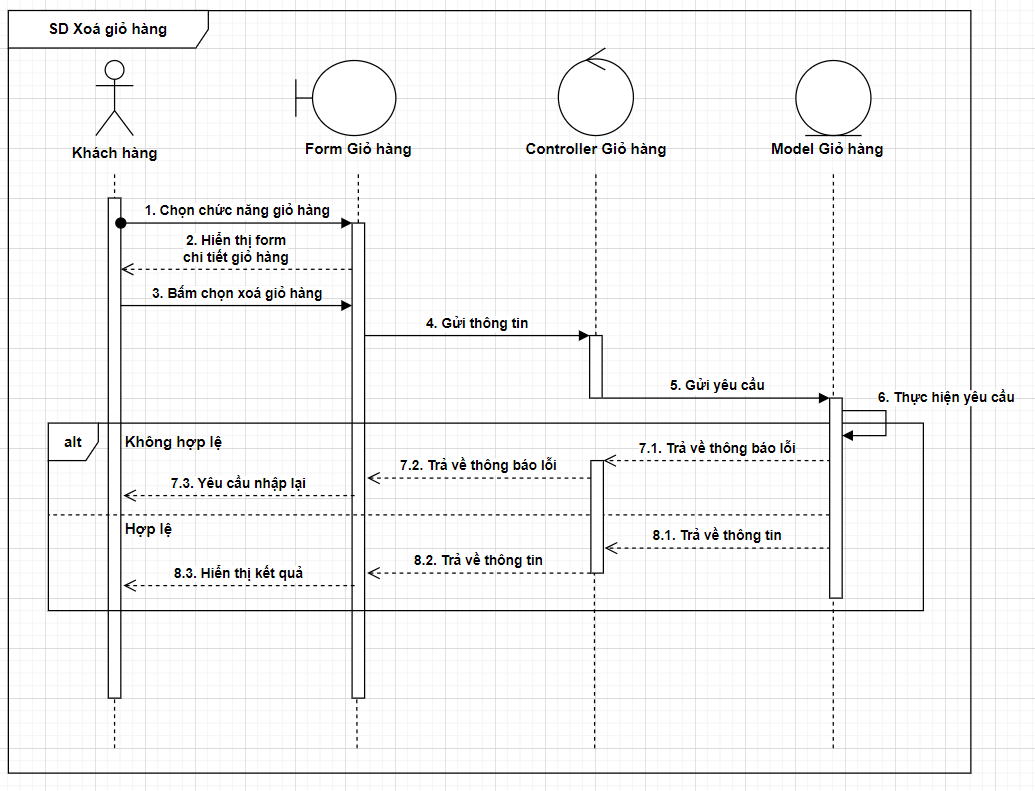 SD Xoá giỏ hàng
Khách hàng
Form Giỏ hàng
Controller Giỏ hàng
Model Giỏ hàng
1. Chọn chức năng giỏ hàng
2. Hiển thị form
chi tiết giỏ hàng
3. Bấm chọn xoá giỏ hàng
4. Gửi thông tin
5. Gửi yêu cầu
6. Thực hiện yêu cầu
alt
Không hợp lệ
7.1. Trả về thông báo lỗi
7.2. Trả về thông báo lỗi
7.3. Yêu cầu nhập lại
Hợp lệ
8.1. Trả về thông tin
8.2. Trả về thông tin
8.3. Hiển thị kết quả